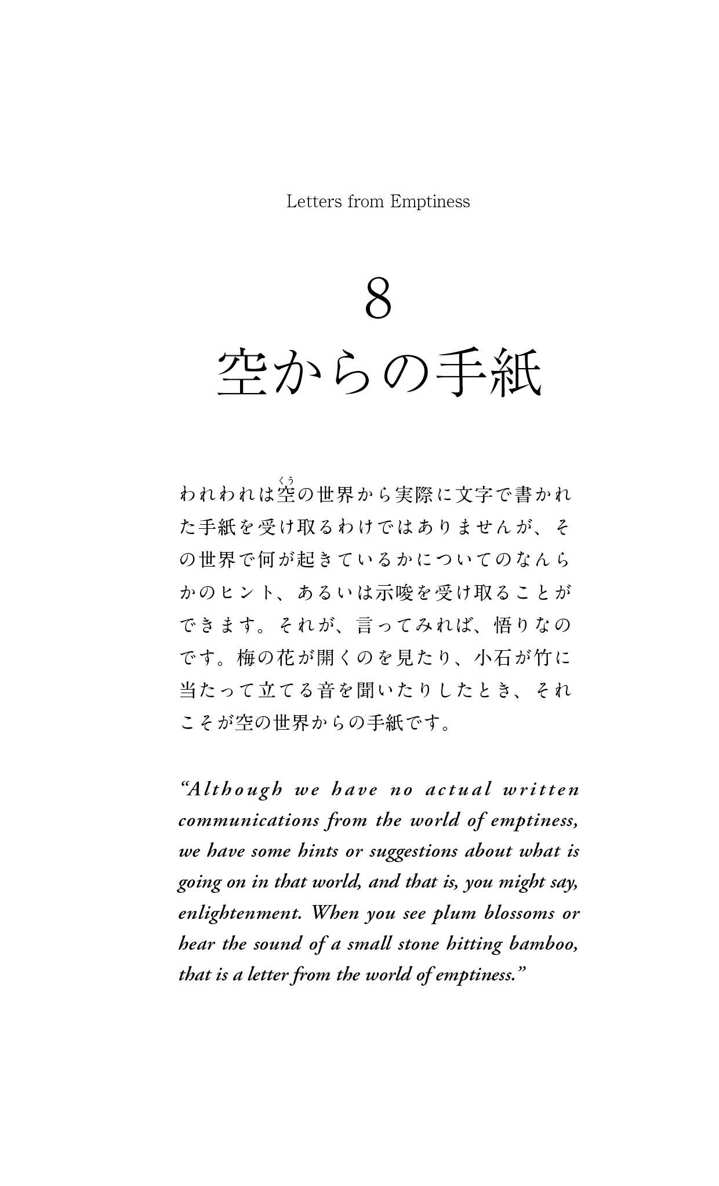 Letters from Emptiness
8
空からの手紙
くう
われわれは空の世界から実際に文字で書かれ
た手紙を受け取るわけではありませんが、そ
の世界で何が起きているかについてのなんら
かのヒント、あるいは示唆を受け取ることが
できます。それが、言ってみれば、悟りなの
です。梅の花が開くのを見たり、小石が竹に
当たって立てる音を聞いたりしたとき、それ
こそが空の世界からの手紙です。
“Although we have no actual written
communications from the world of emptiness,
we have some hints or suggestions about what is
going on in that world, and that is, you might say,
enlightenment. When you see plum blossoms or
hear the sound of a small stone hitting bamboo,
that is a letter from the world of emptiness.”